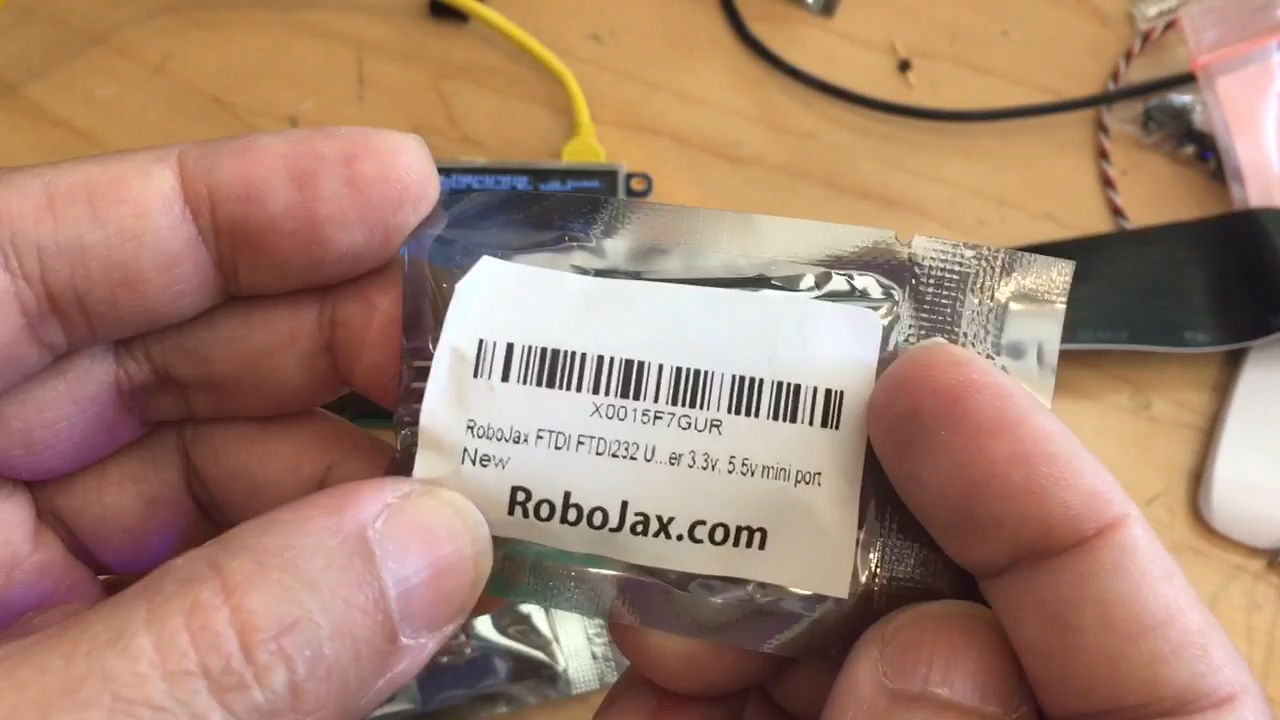 X0015F7GUR
RoboJax FTDI FTDI232 U...er 3.3v, 5.5v mini port
New
RoboJax.com